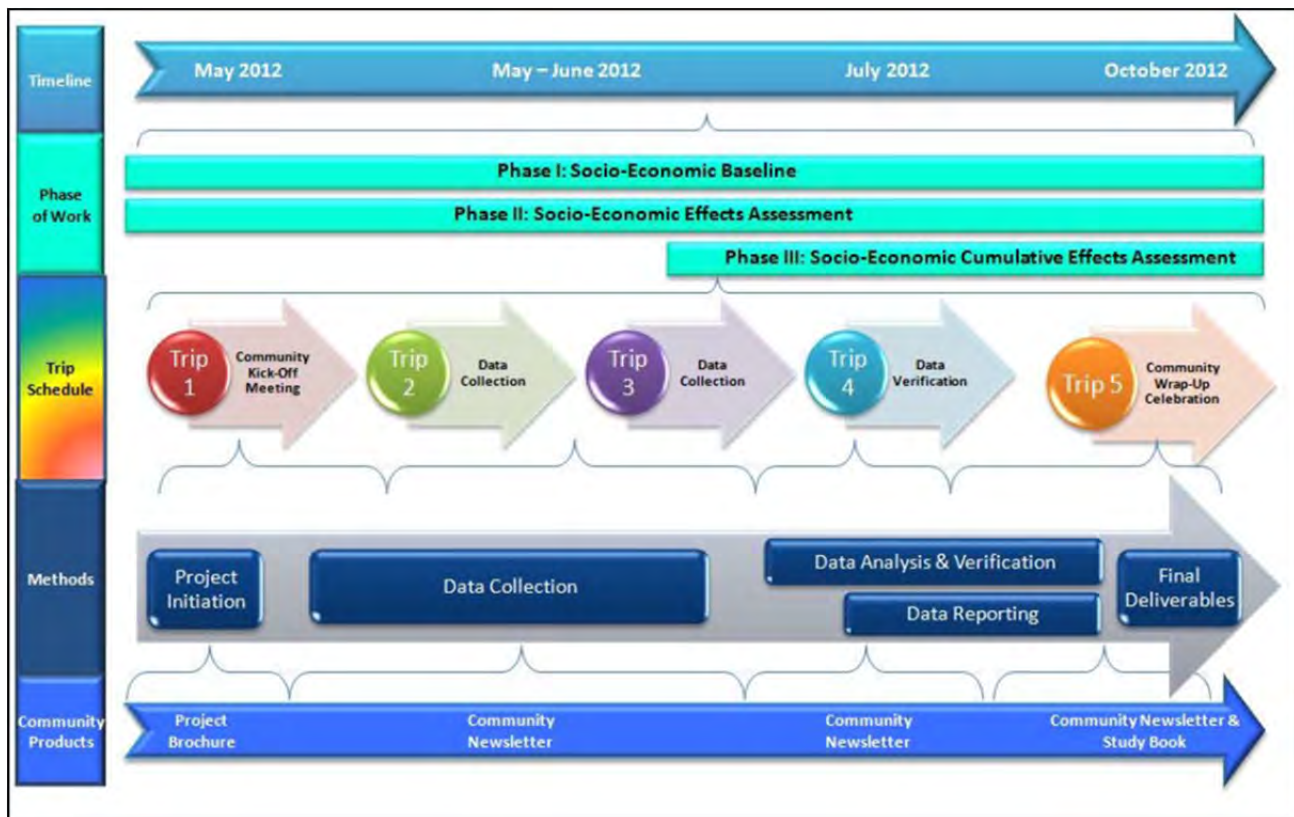 Timeline
May 2012
May – June 2012
July 2012
October 2012
Phase
of Work
Phase I: Socio-Economic Baseline
Phase II: Socio-Economic Effects Assessment
Phase III: Socio-Economic Cumulative Effects Assessment
Trip
Schedule
Trip
1
Community
Kick-Off
Meeting
Trip
2
Data
Collection
Trip
3
Data
Collection
Trip
4
Data
Verification
Trip 5
Community
Wrap-Up
Celebration
Methods
Project
Initiation
Data Collection
Data Analysis & Verification
Data Reporting
Final
Deliverables
Community
Products
Project
Brochure
Community
Newsletter
Community
Newsletter
Community Newsletter &
Study Book